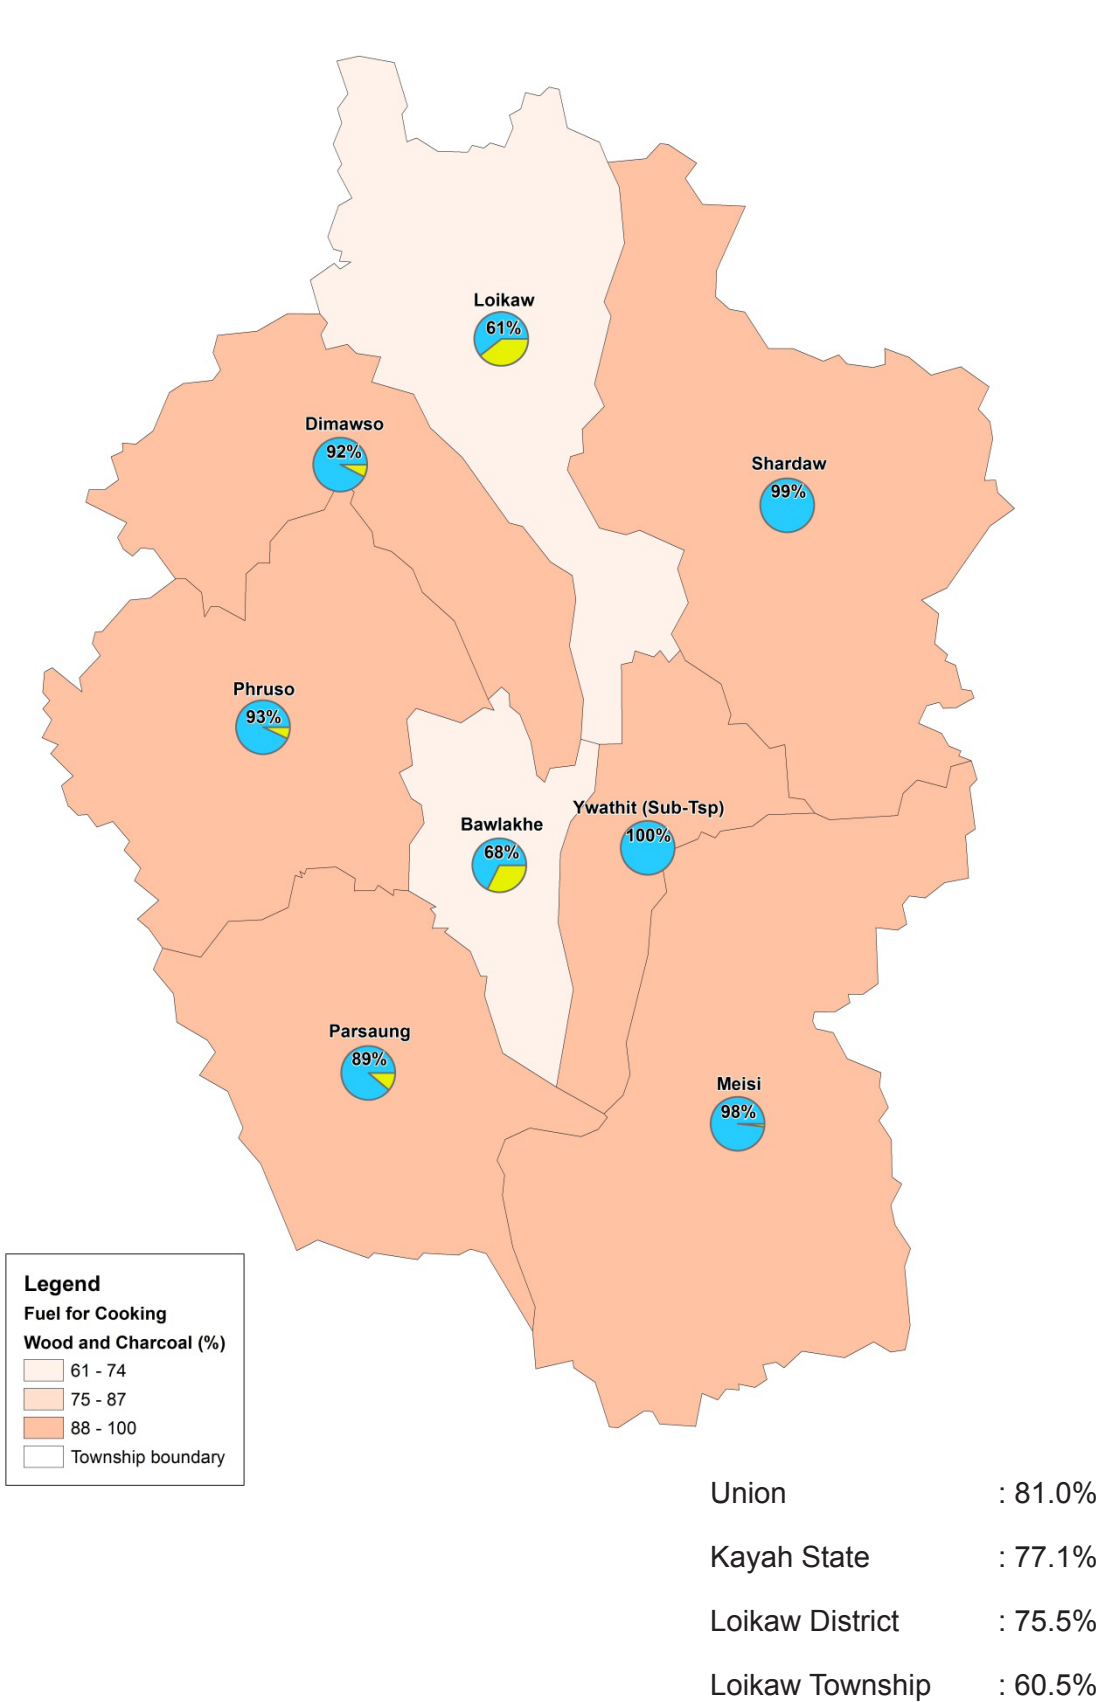 Loikaw
61%
Dimawso
92%
Shardaw
99%
Phruso
93%
Ywathit (Sub-Tsp)
100%
Bawlakhe
68%
Parsaung
89%
Meisi
98%
Legend
Fuel for Cooking
Wood and Charcoal (%)
61 - 74
75 - 87
88 - 100
Township boundary
Union : 81.0%
Kayah State : 77.1%
Loikaw District : 75.5%
Loikaw Township : 60.5%